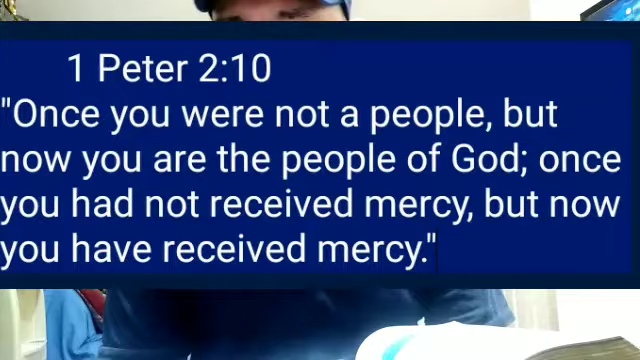 1 Peter 2:10
"Once you were not a people, but
now you are the people of God; once
you had not received mercy, but now
you have received mercy."